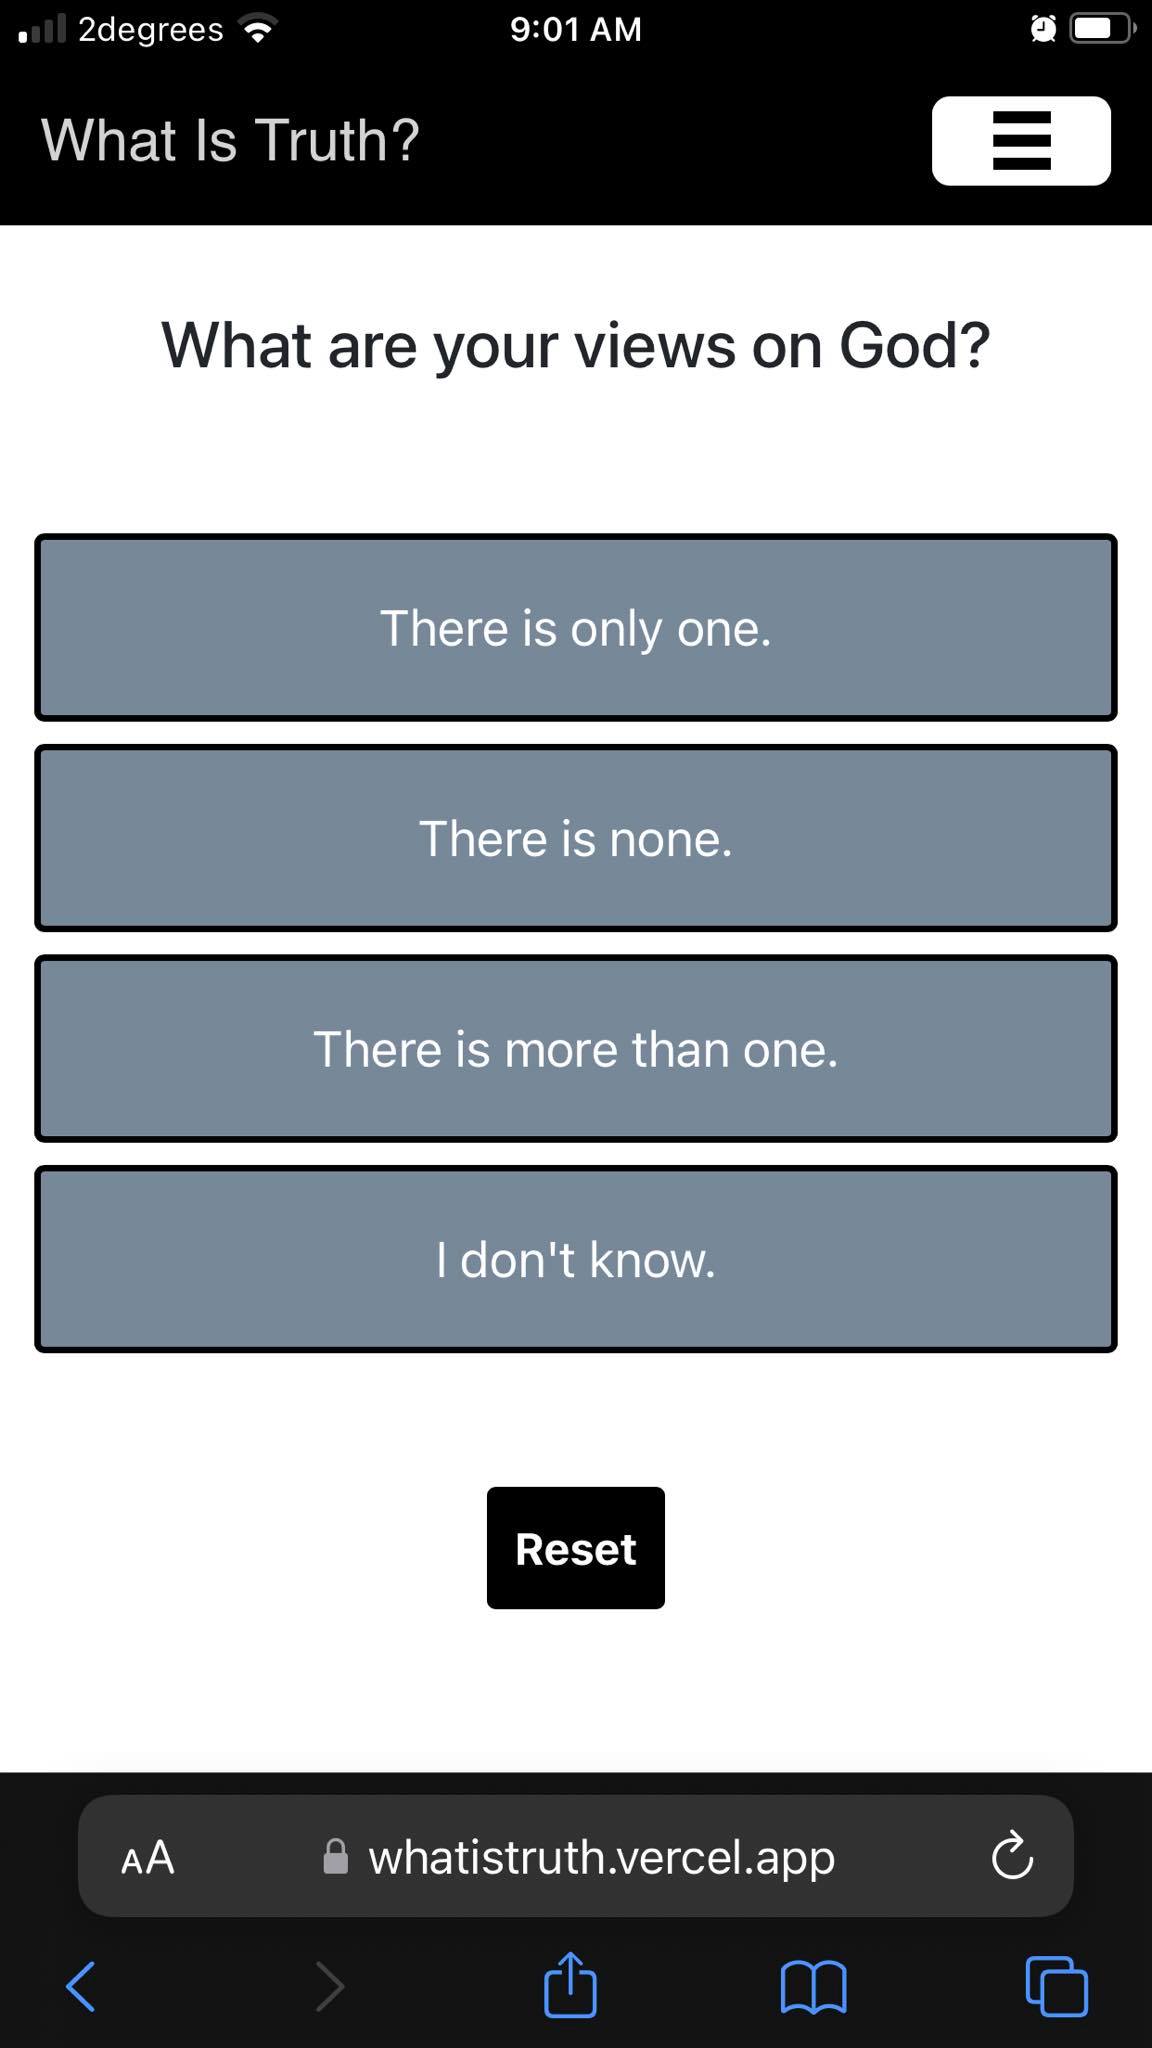 2degrees 9:01 AM
What Is Truth?
What are your views on God?
There is only one.
There is none.
There is more than one.
I don't know.
Reset
AA whatistruth.vercel.app